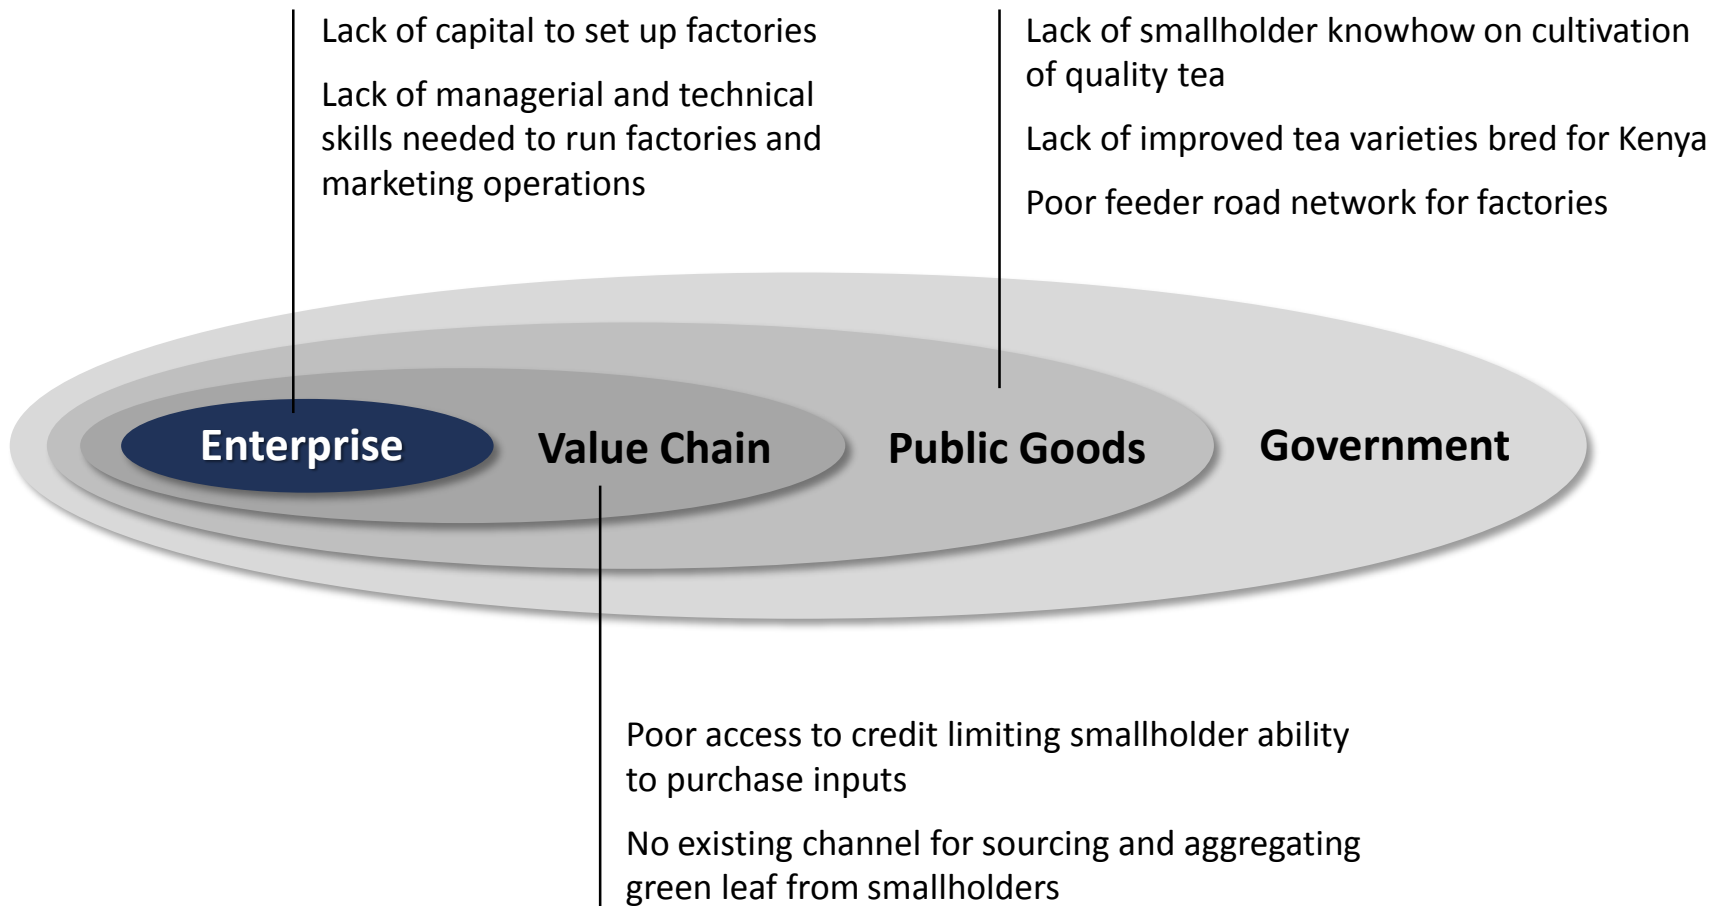 Lack of capital to set up factories
Lack of managerial and technical
skills needed to run factories and
marketing operations
Lack of smallholder knowhow on cultivation
of quality tea
Lack of improved tea varieties bred for Kenya
Poor feeder road network for factories
Enterprise
Value Chain
Public Goods
Government
Poor access to credit limiting smallholder ability
to purchase inputs
No existing channel for sourcing and aggregating
green leaf from smallholders